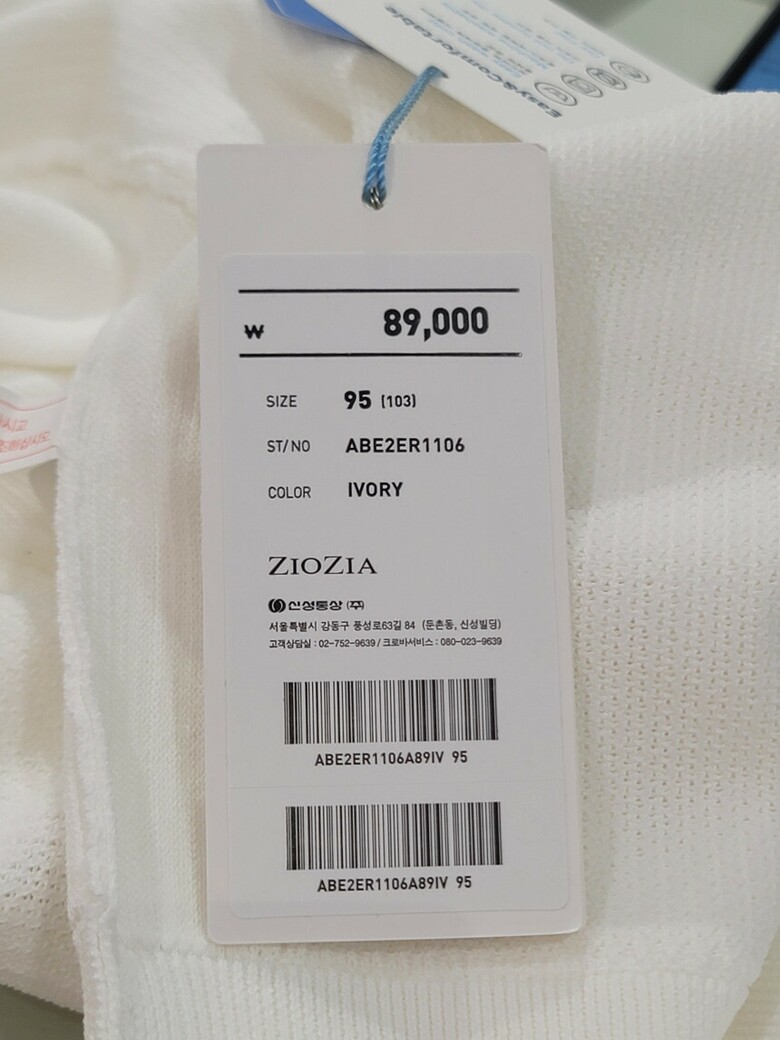 Easy&Comfortable
₩ 89,000
SIZE 95 (103)
ST/NO ABE2ER1106
COLOR IVORY
ZIOZIA
신성통상 (주)
서울특별시 강동구 풍성로63길 84 (둔촌동, 신성빌딩)
고객상담실 : 02-752-9639 / 크로바서비스 : 080-023-9639
ABE2ER1106A89IV 95
ABE2ER1106A89IV 95